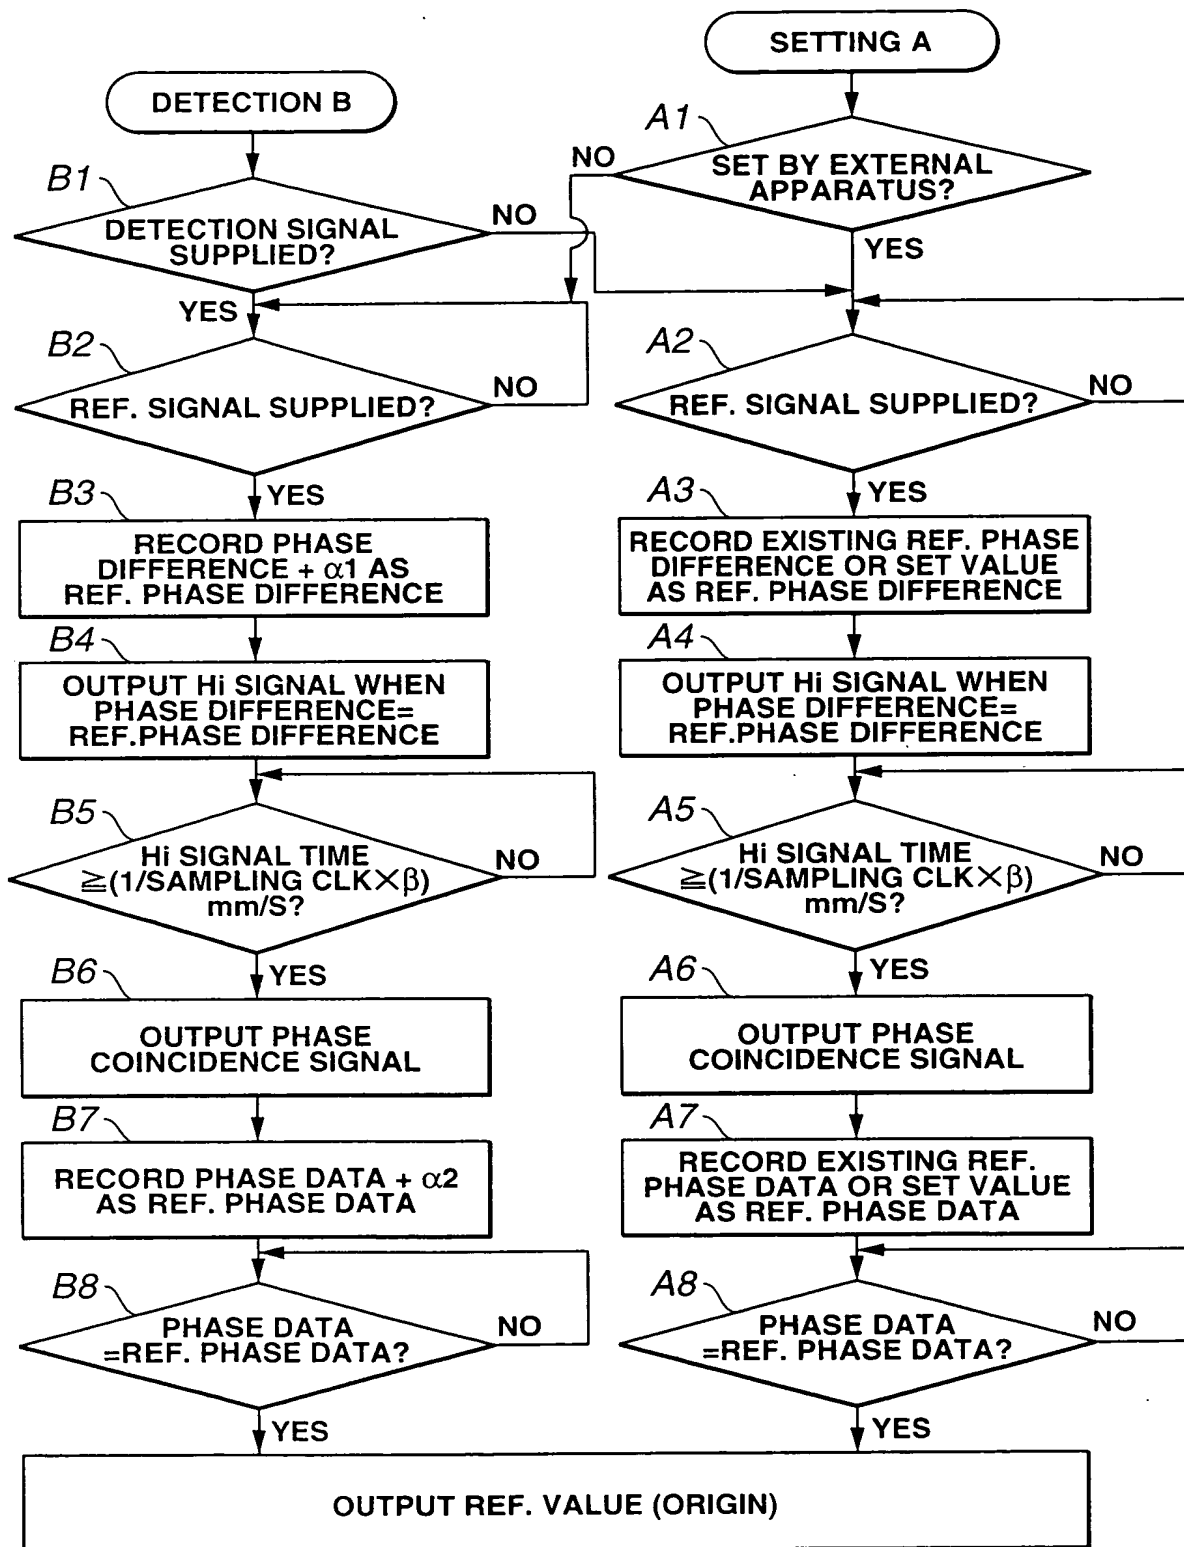 SETTING A
DETECTION B
A1
SET BY EXTERNAL
APPARATUS?
NO
YES
B1
DETECTION SIGNAL
SUPPLIED?
NO
YES
B2
REF. SIGNAL SUPPLIED?
NO
YES
A2
REF. SIGNAL SUPPLIED?
NO
YES
B3
RECORD PHASE
DIFFERENCE + α1 AS
REF. PHASE DIFFERENCE
A3
RECORD EXISTING REF. PHASE
DIFFERENCE OR SET VALUE
AS REF. PHASE DIFFERENCE
B4
OUTPUT Hi SIGNAL WHEN
PHASE DIFFERENCE=
REF.PHASE DIFFERENCE
A4
OUTPUT Hi SIGNAL WHEN
PHASE DIFFERENCE=
REF.PHASE DIFFERENCE
B5
Hi SIGNAL TIME
≧(1/SAMPLING CLK×β)
mm/S?
NO
YES
A5
Hi SIGNAL TIME
≧(1/SAMPLING CLK×β)
mm/S?
NO
YES
B6
OUTPUT PHASE
COINCIDENCE SIGNAL
A6
OUTPUT PHASE
COINCIDENCE SIGNAL
B7
RECORD PHASE DATA + α2
AS REF. PHASE DATA
A7
RECORD EXISTING REF.
PHASE DATA OR SET VALUE
AS REF. PHASE DATA
B8
PHASE DATA
=REF. PHASE DATA?
NO
YES
A8
PHASE DATA
=REF. PHASE DATA?
NO
YES
OUTPUT REF. VALUE (ORIGIN)